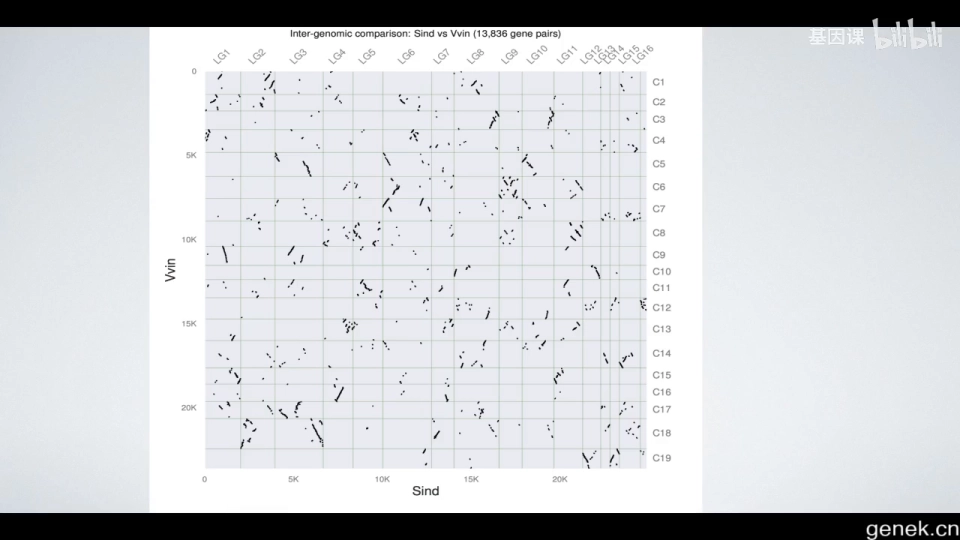 基因课 bilibili
Inter-genomic comparison: Sind vs Vvin (13,836 gene pairs)
LG1 LG2 LG3 LG4 LG5 LG6 LG7 LG8 LG9 LG10 LG11 LG12 LG13 LG14 LG15 LG16
0
C1
C2
C3
C4
5K
C5
C6
C7
C8
10K
C9
Vvin
C10
C11
C12
15K
C13
C14
C15
C16
20K
C17
C18
C19
0 5K 10K 15K 20K
Sind
genek.cn